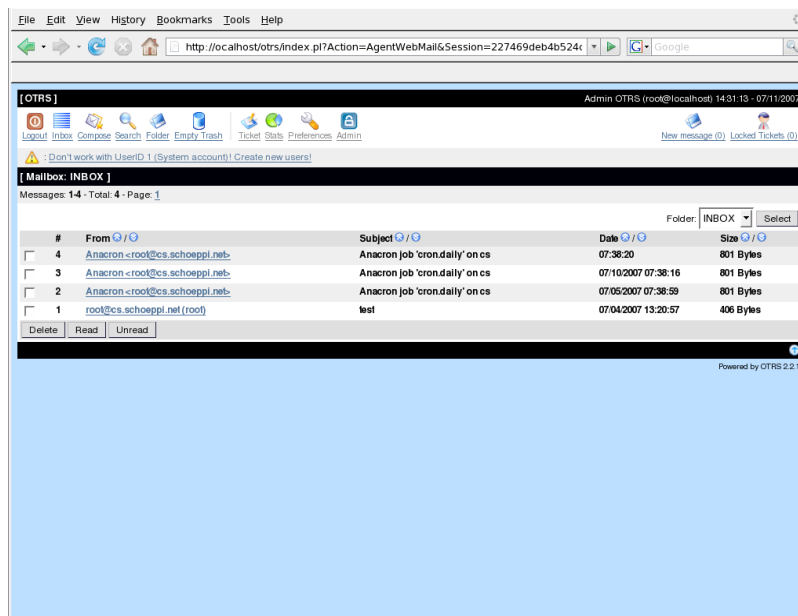 File Edit View History Bookmarks Tools Help
http://localhost/otrs/index.pl?Action=AgentWebMail&Session=227469deb4b524c
G Google
[ OTRS ]
Admin OTRS (root@localhost) 14:31:13 - 07/11/2007
Logout Inbox Compose Search Folder Empty Trash Ticket Stats Preferences Admin
New message (0) Locked Tickets (0)
: Don't work with UserID 1 (System account)! Create new users!
[ Mailbox: INBOX ]
Messages: 1-4 - Total: 4 - Page: 1
Folder: INBOX Select
# From / Subject / Date / Size /
4 Anacron <root@cs.schoeppi.net> Anacron job 'cron.daily' on cs 07:38:20 801 Bytes
3 Anacron <root@cs.schoeppi.net> Anacron job 'cron.daily' on cs 07/10/2007 07:38:16 801 Bytes
2 Anacron <root@cs.schoeppi.net> Anacron job 'cron.daily' on cs 07/05/2007 07:38:59 801 Bytes
1 root@cs.schoeppi.net (root) test 07/04/2007 13:20:57 406 Bytes
Delete Read Unread
Powered by OTRS 2.2.1